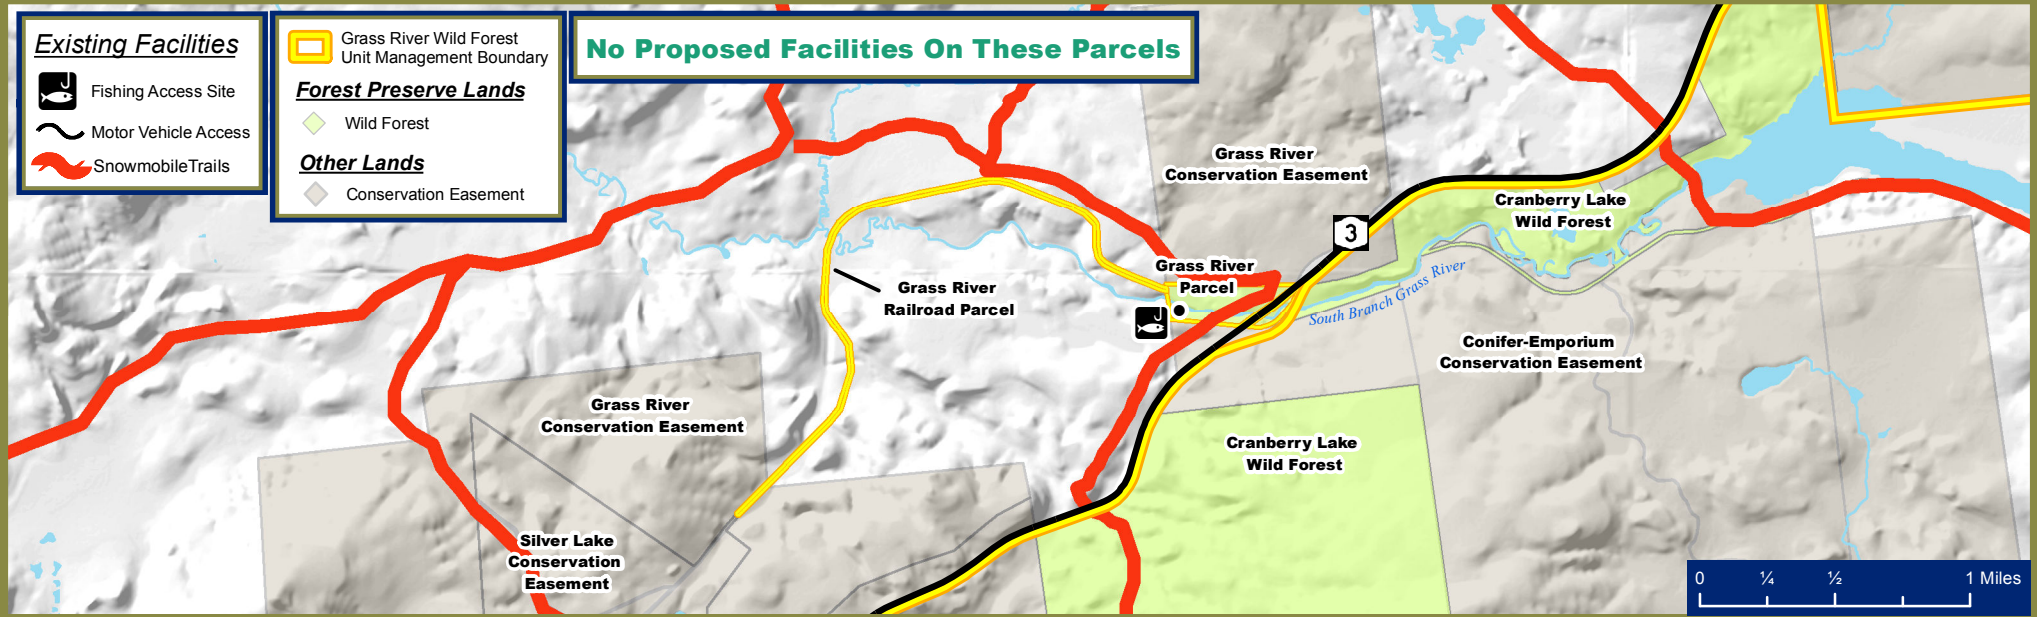 Existing Facilities
Fishing Access Site
Motor Vehicle Access
SnowmobileTrails
Grass River Wild Forest
Unit Management Boundary
Forest Preserve Lands
Wild Forest
Other Lands
Conservation Easement
No Proposed Facilities On These Parcels
Grass River
Conservation Easement
Cranberry Lake
Wild Forest
3
Grass River
Parcel
Grass River
Railroad Parcel
South Branch Grass River
Conifer-Emporium
Conservation Easement
Grass River
Conservation Easement
Cranberry Lake
Wild Forest
Silver Lake
Conservation
Easement
0 ¼ ½ 1 Miles